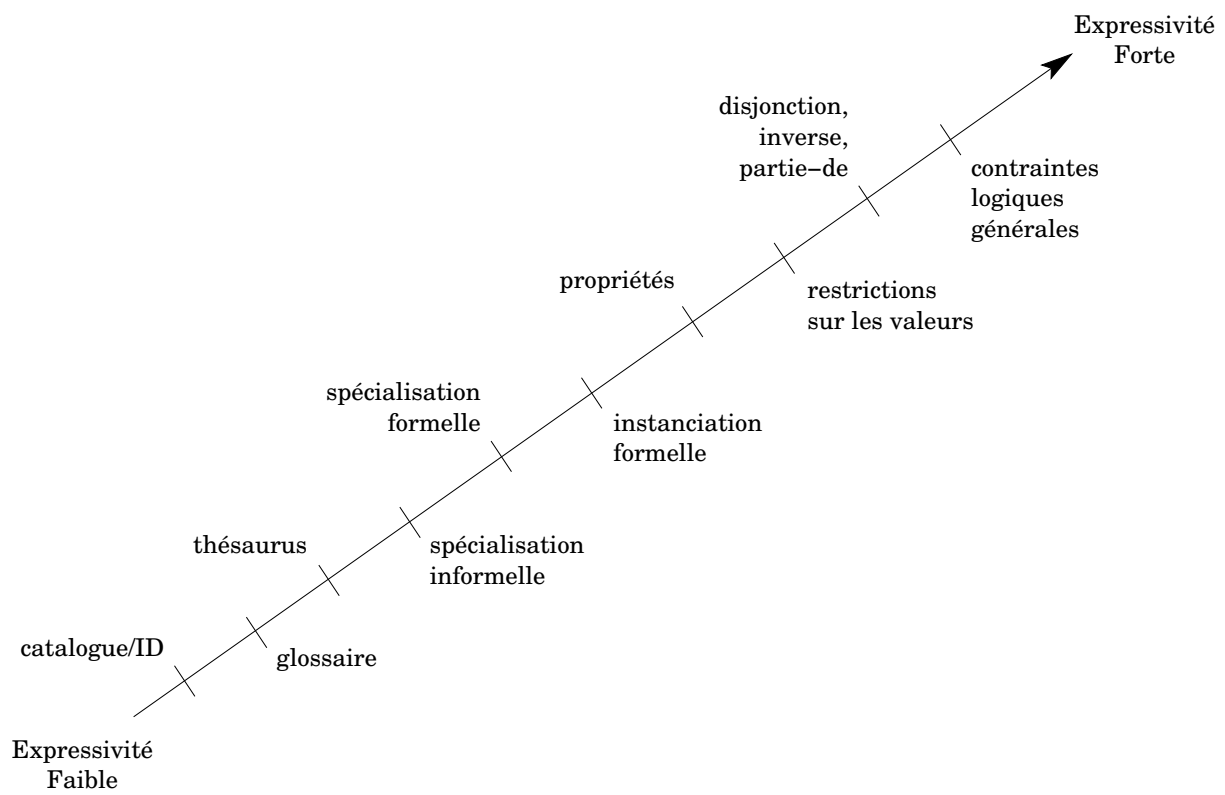 Expressivité
Forte
disjonction,
inverse,
partie−de
contraintes
logiques
générales
propriétés
restrictions
sur les valeurs
spécialisation
formelle
instanciation
formelle
thésaurus
spécialisation
informelle
catalogue/ID
glossaire
Expressivité
Faible